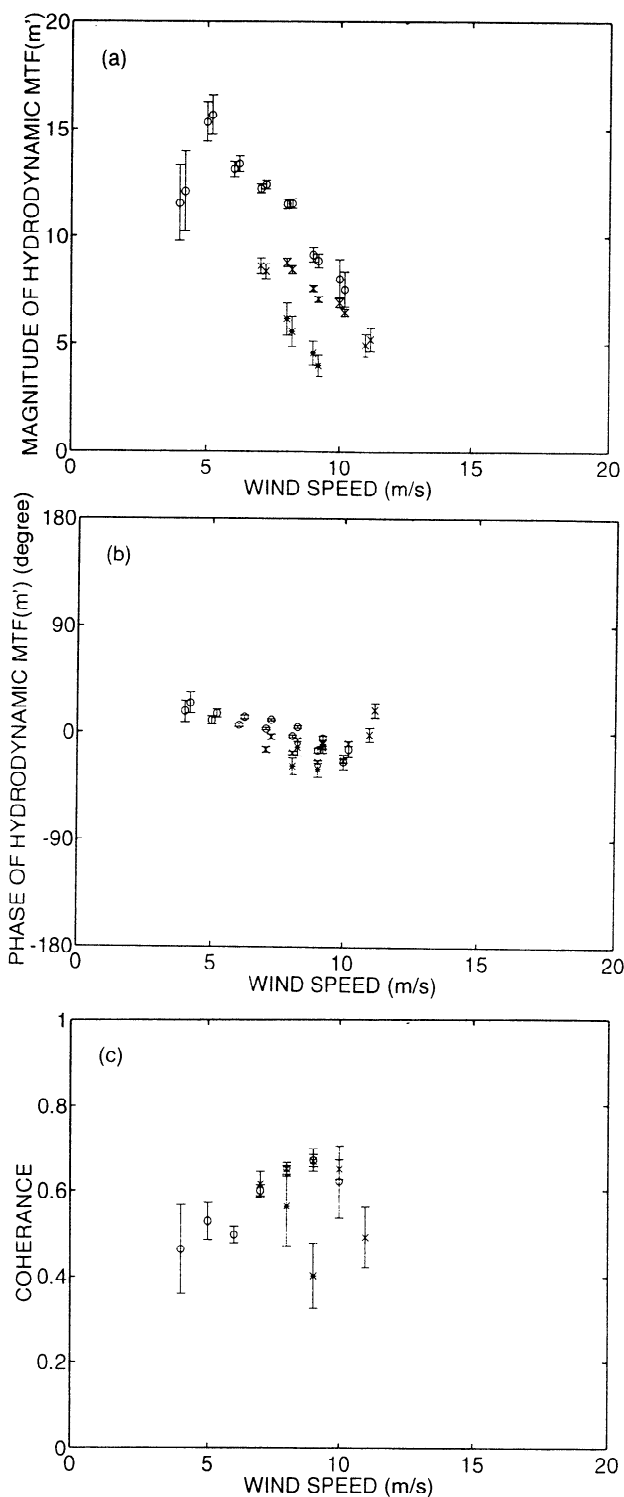 (a)
MAGNITUDE OF HYDRODYNAMIC MTF(m')
20
15
10
5
0
0 5 10 15 20
WIND SPEED (m/s)
(b)
PHASE OF HYDRODYNAMIC MTF(m') (degree)
180
90
0
-90
-180
0 5 10 15 20
WIND SPEED (m/s)
(c)
COHERANCE
1
0.8
0.6
0.4
0.2
0
0 5 10 15 20
WIND SPEED (m/s)